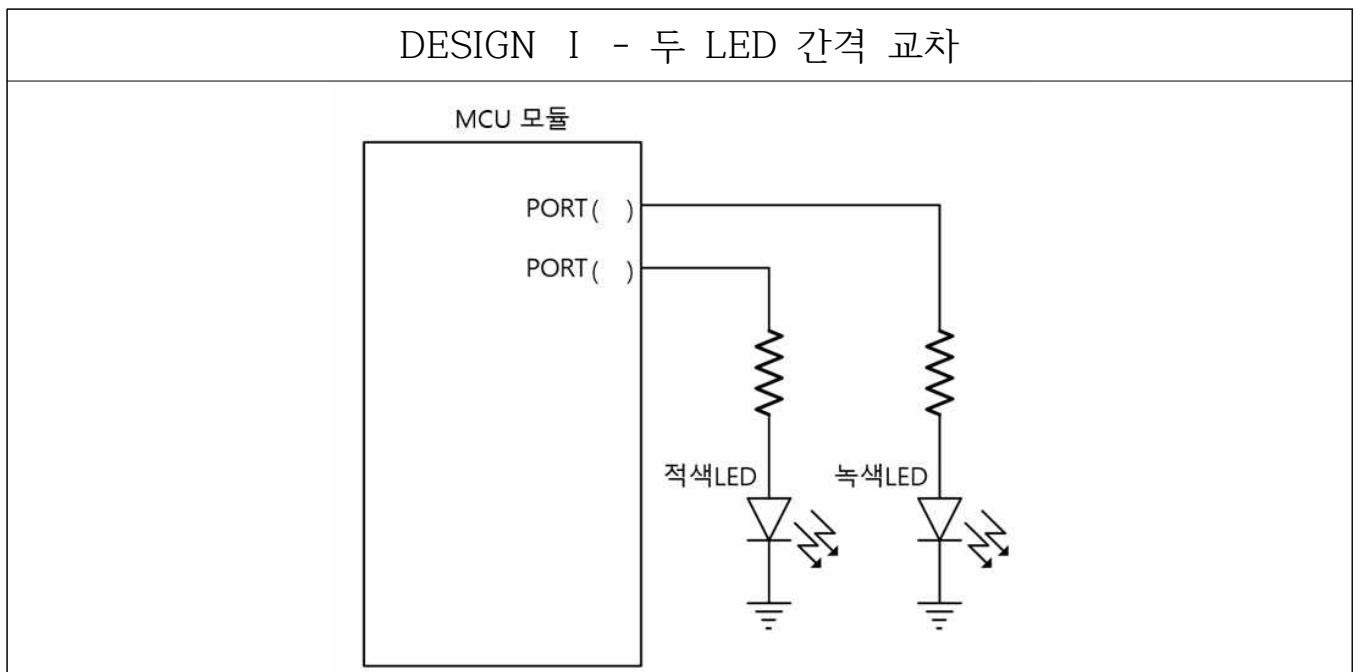 DESIGN Ⅰ - 두 LED 간격 교차
MCU 모듈
PORT( )
PORT( )
적색LED
녹색LED